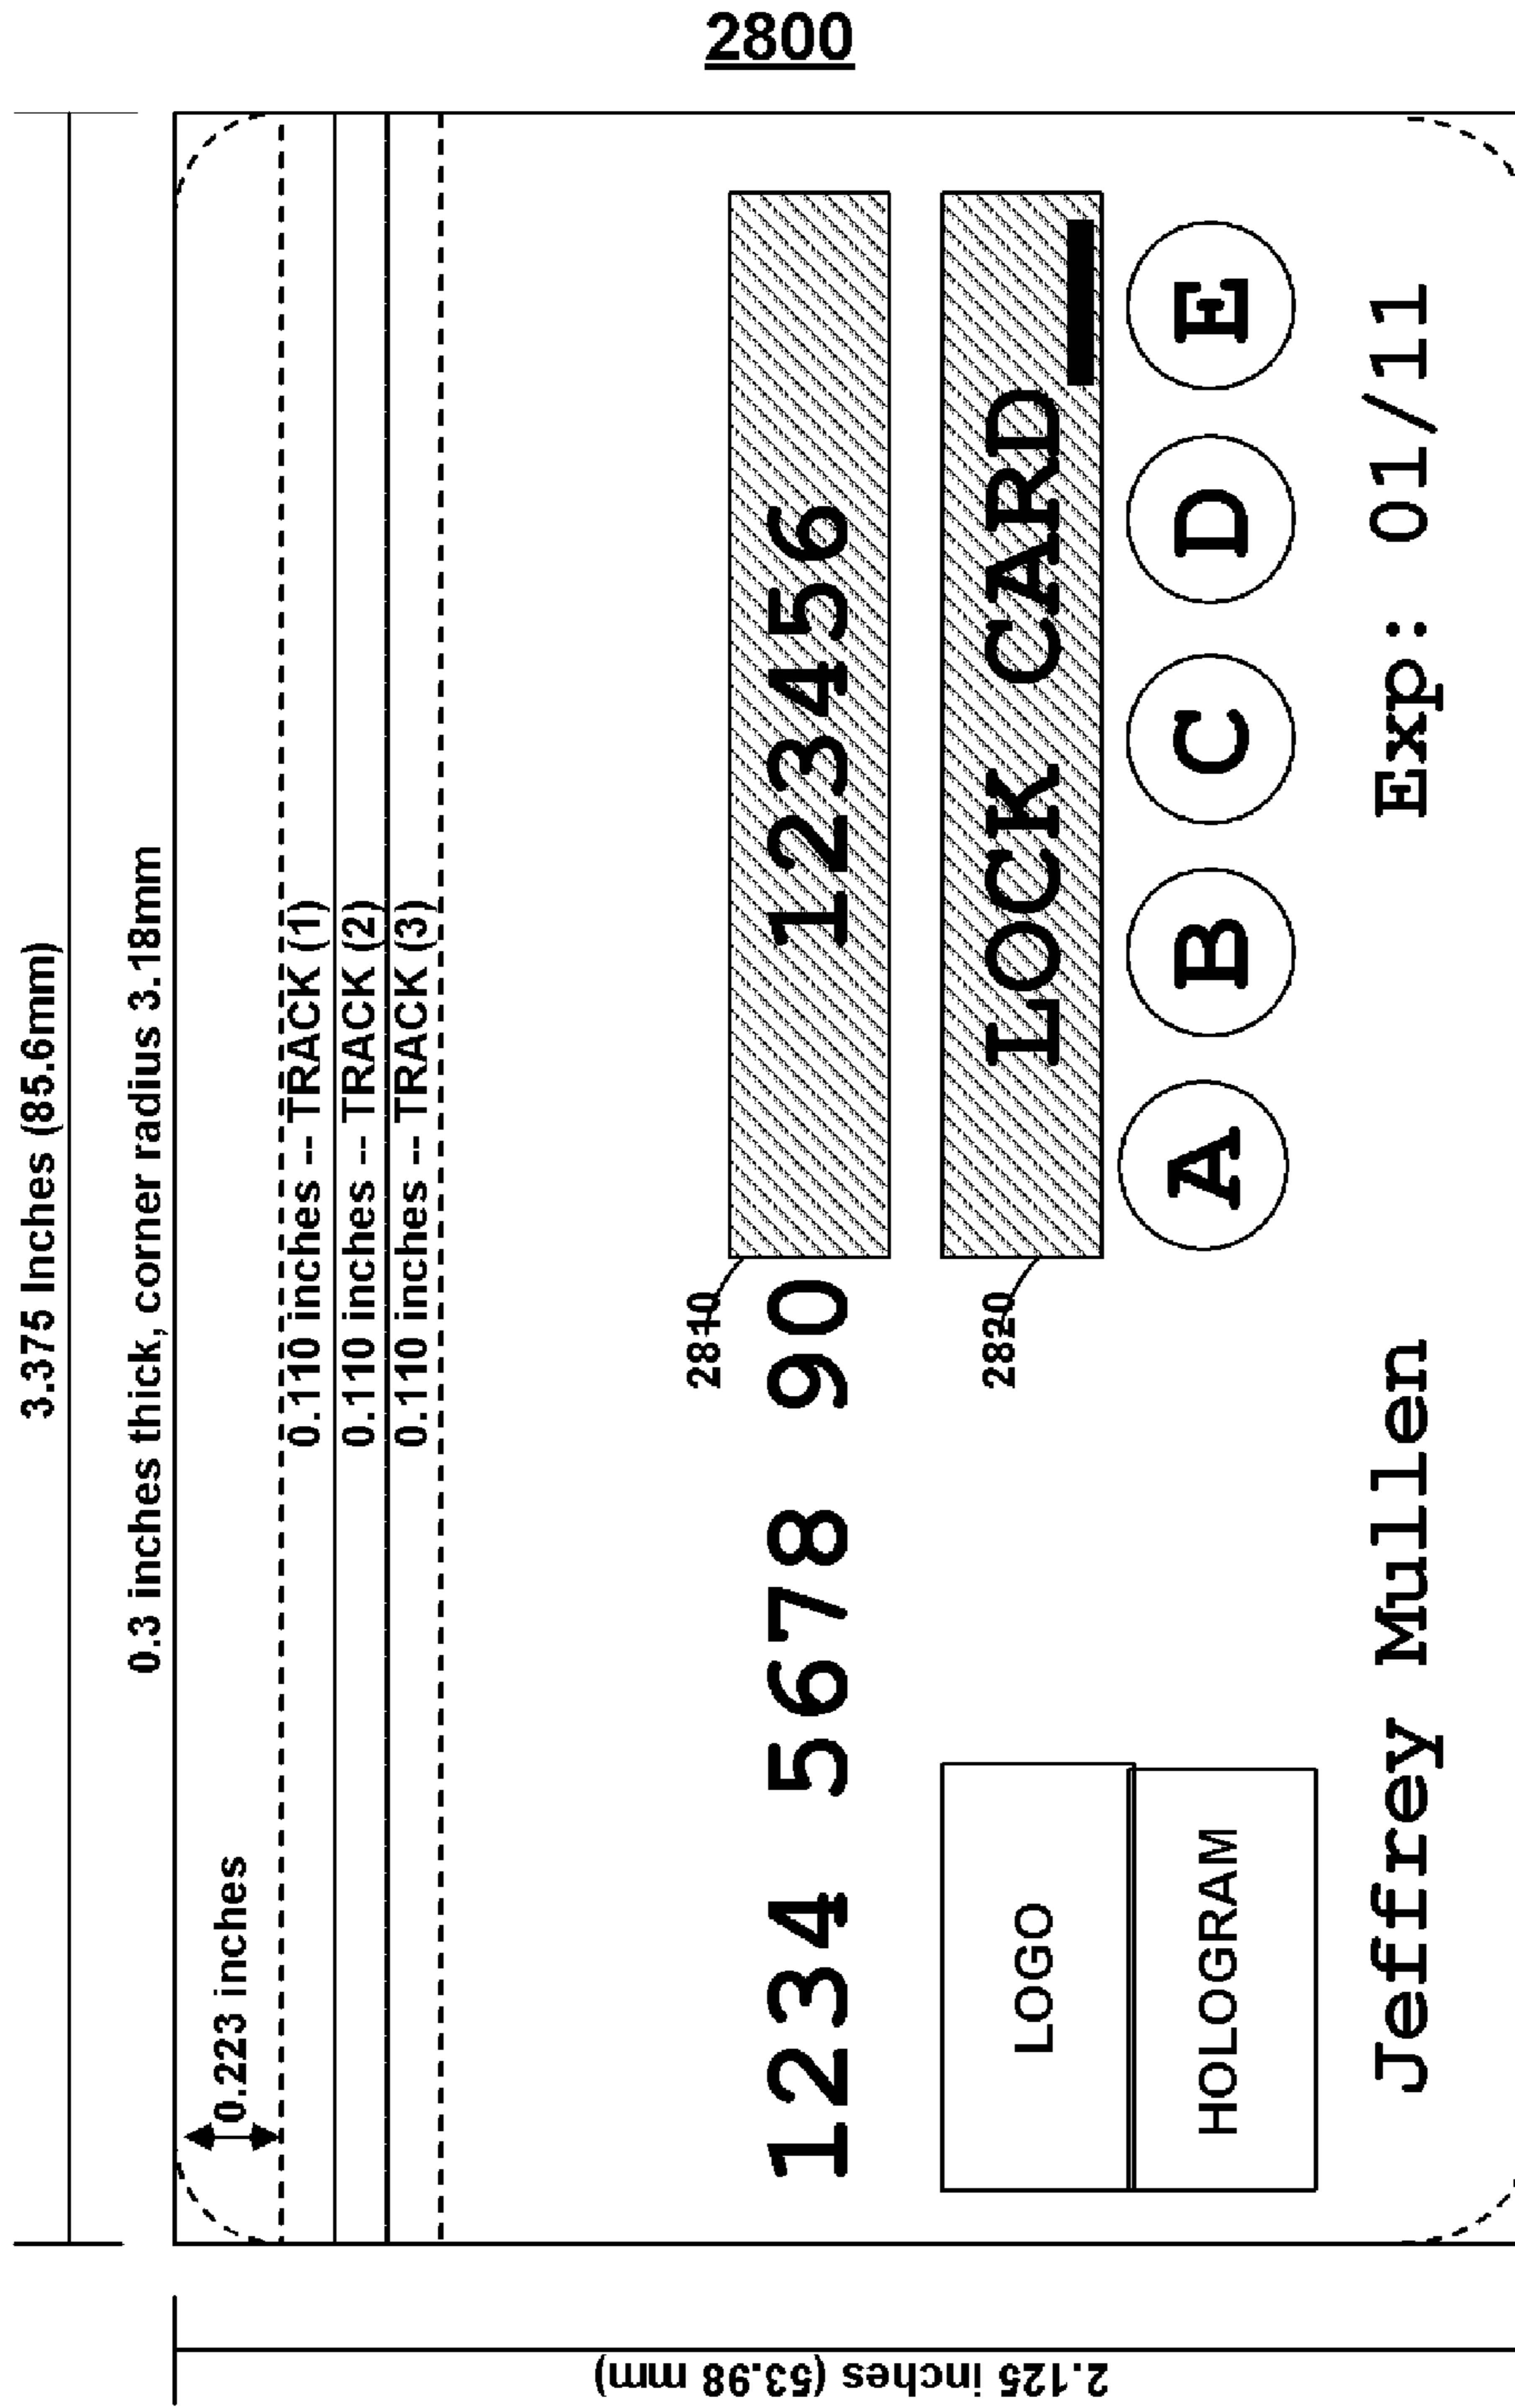 2800
3.375 Inches (85.6mm)
0.3 inches thick, corner radius 3.18mm
0.223 inches
0.110 inches -- TRACK (1)
0.110 inches -- TRACK (2)
0.110 inches -- TRACK (3)
2.125 inches (53.98 mm)
2810
1234 5678 90 123456
2820
LOGO
LOCK CARD
HOLOGRAM
A B C D E
Jeffrey Mullen Exp: 01/11